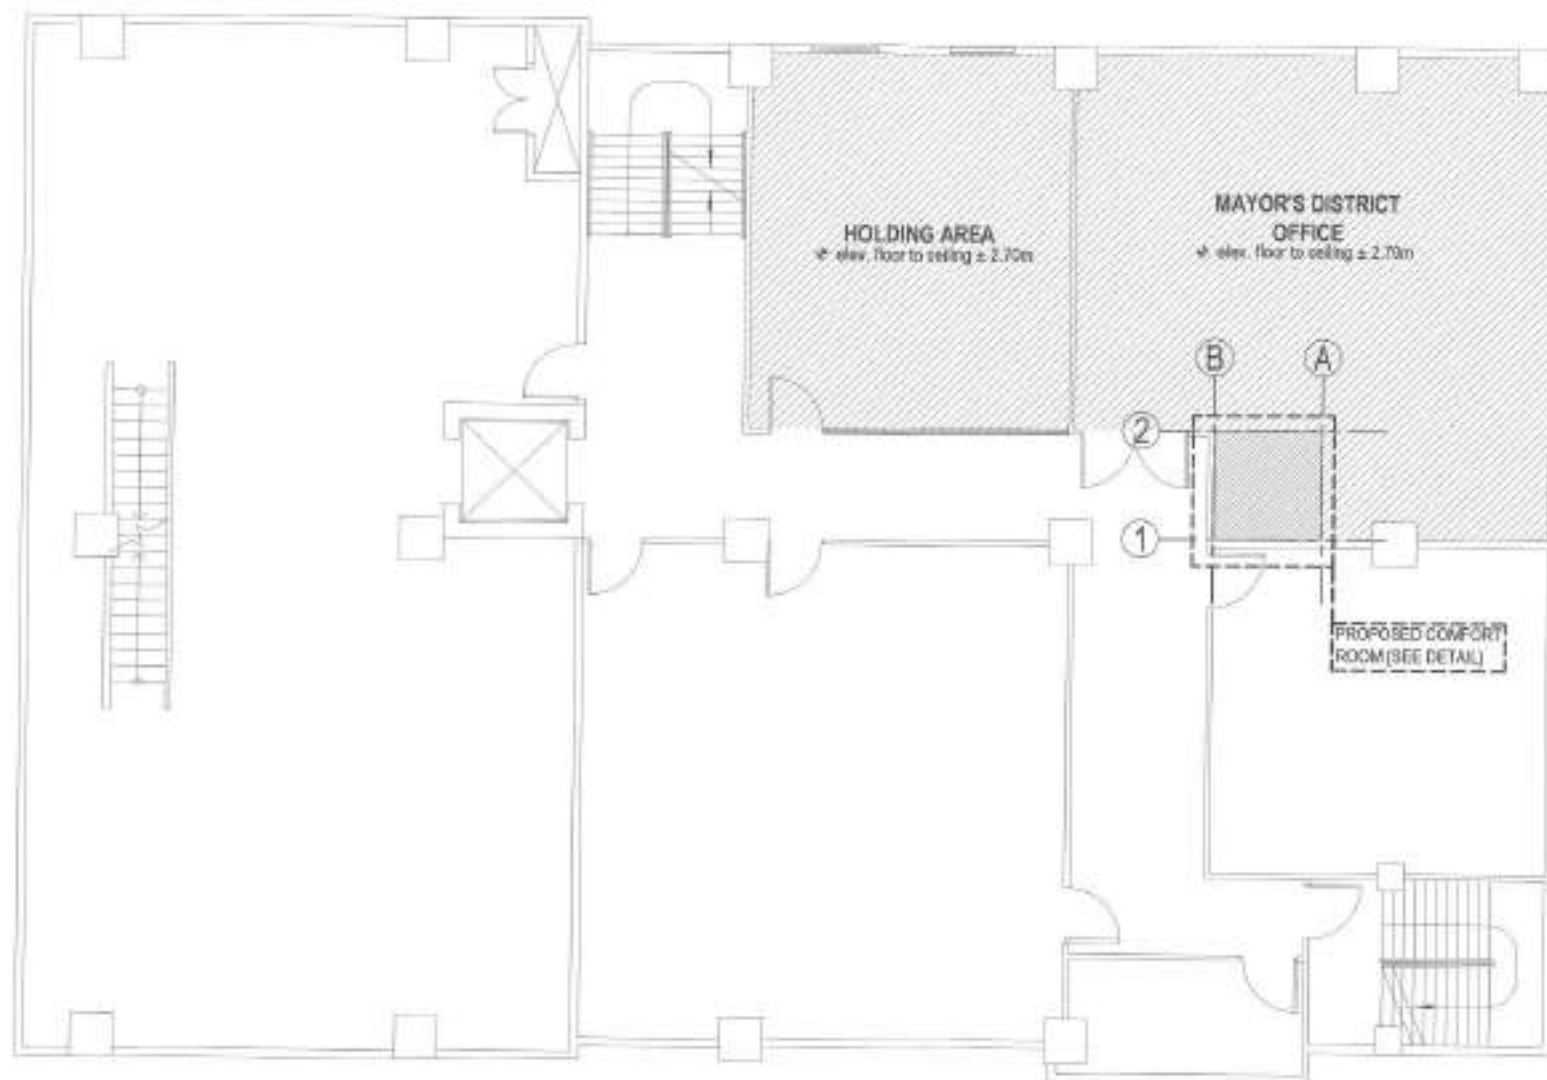 MAYOR'S DISTRICT
OFFICE
elev. floor to ceiling ± 2.70m
HOLDING AREA
elev. floor to ceiling ± 2.70m
B
A
2
1
PROPOSED COMFORT
ROOM (SEE DETAIL)